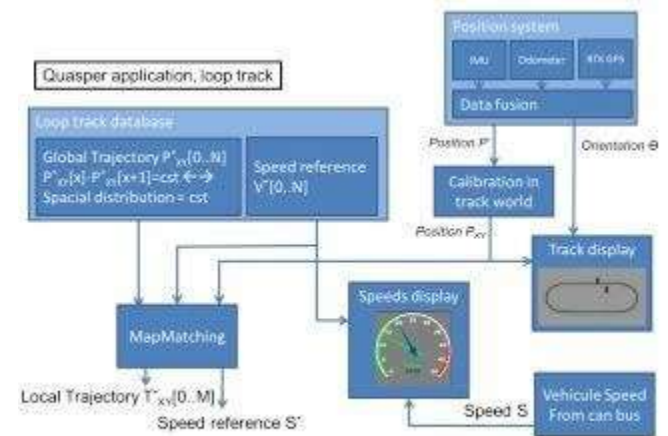 Position system
IMU
Odometer
RTK GPS
Data fusion
Quasper application, loop track
Loop track database
Global Trajectory P*XY[0..N]
P*XY[x]-P*XY[x+1]=cst ←→
Spacial distribution = cst
Speed reference
V*[0..N]
Position P
Orientation Θ
Calibration in
track world
Position PXY
Track display
Speeds display
MapMatching
Local Trajectory T*XY[0..M]
Speed reference S*
Speed S
Vehicule Speed
From can bus